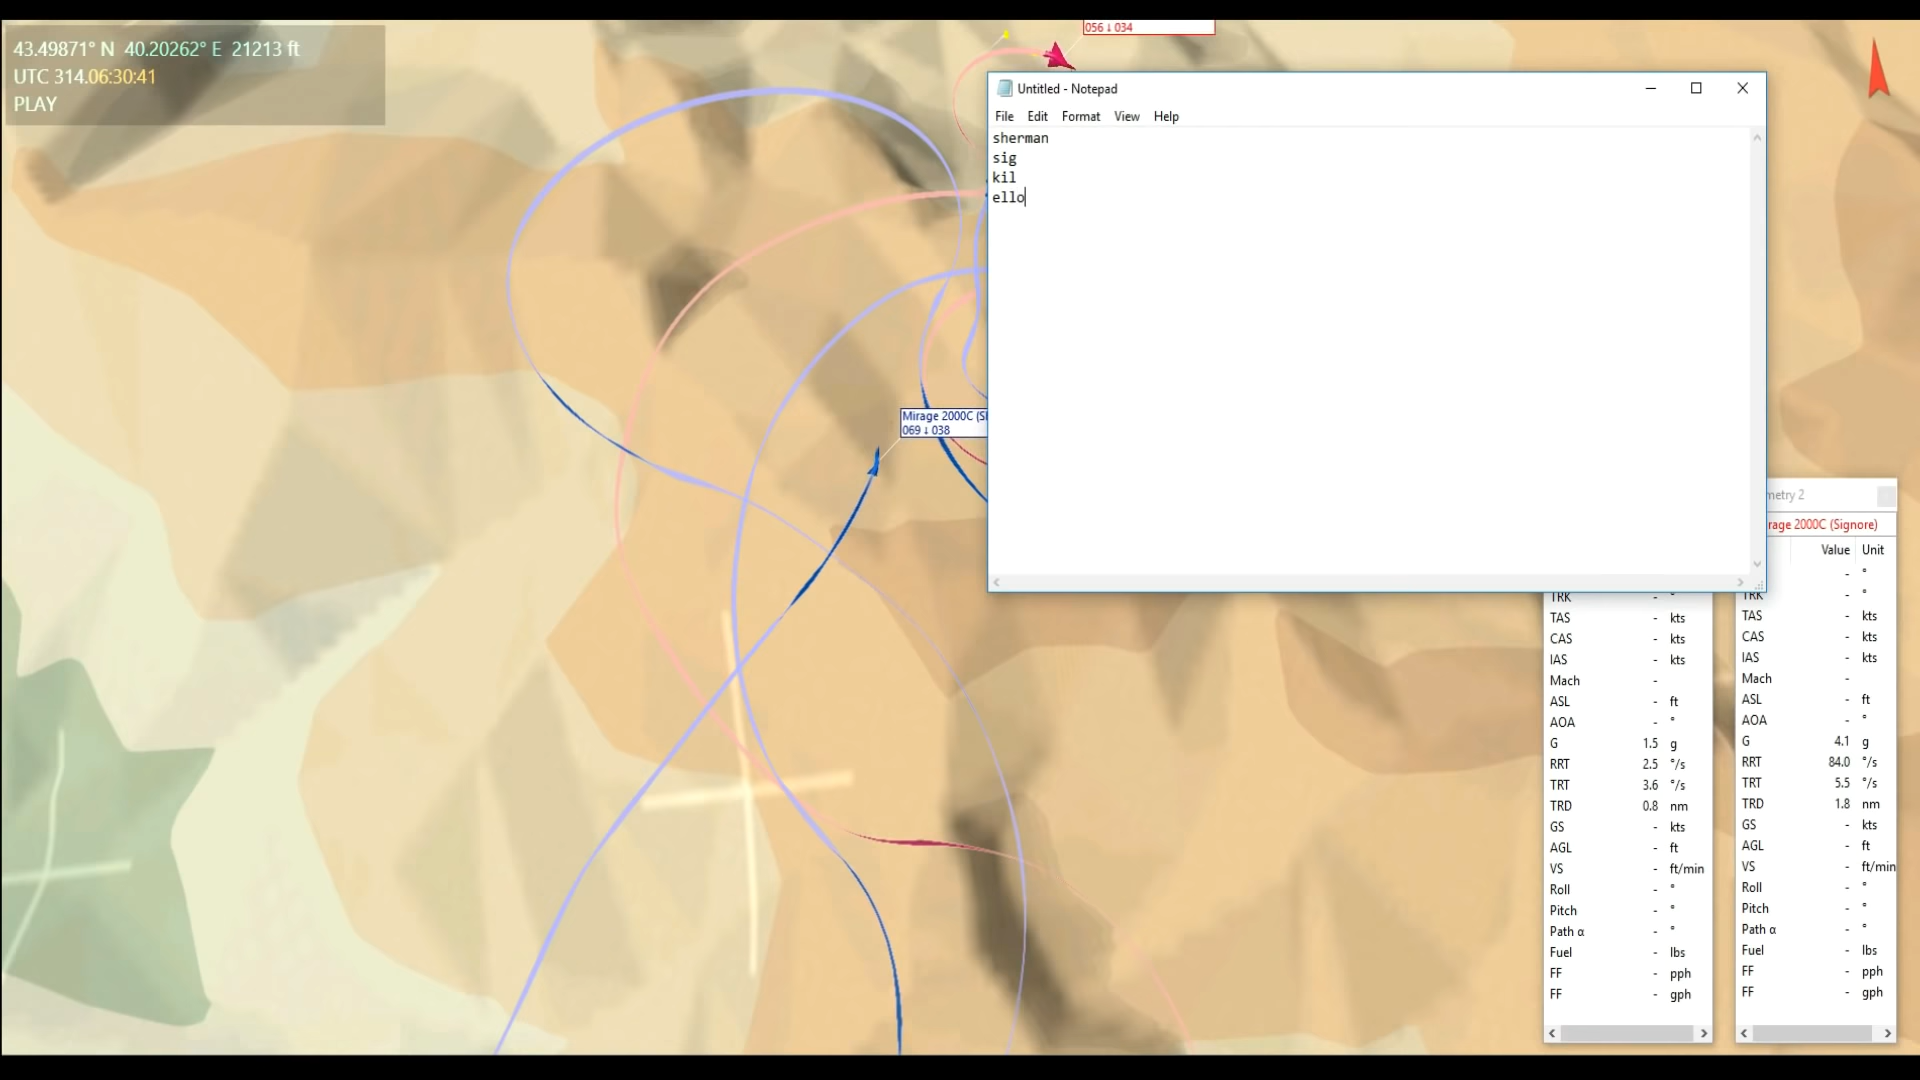 43.49871° N 40.20262° E 21213 ft
UTC 314.06:30:41
PLAY
056 ↓ 034
Untitled - Notepad
File Edit Format View Help
sherman
sig
kil
ello
Mirage 2000C (S
069 ↓ 038
metry 2
rage 2000C (Signore)
Value Unit
- °
TRK - °
TAS - kts
CAS - kts
IAS - kts
Mach -
ASL - ft
AOA - °
G 1.5 g
RRT 2.5 °/s
TRT 3.6 °/s
TRD 0.8 nm
GS - kts
AGL - ft
VS - ft/min
Roll - °
Pitch - °
Path α - °
Fuel - lbs
FF - pph
FF - gph
TRK - °
TAS - kts
CAS - kts
IAS - kts
Mach -
ASL - ft
AOA - °
G 4.1 g
RRT 84.0 °/s
TRT 5.5 °/s
TRD 1.8 nm
GS - kts
AGL - ft
VS - ft/min
Roll - °
Pitch - °
Path α - °
Fuel - lbs
FF - pph
FF - gph